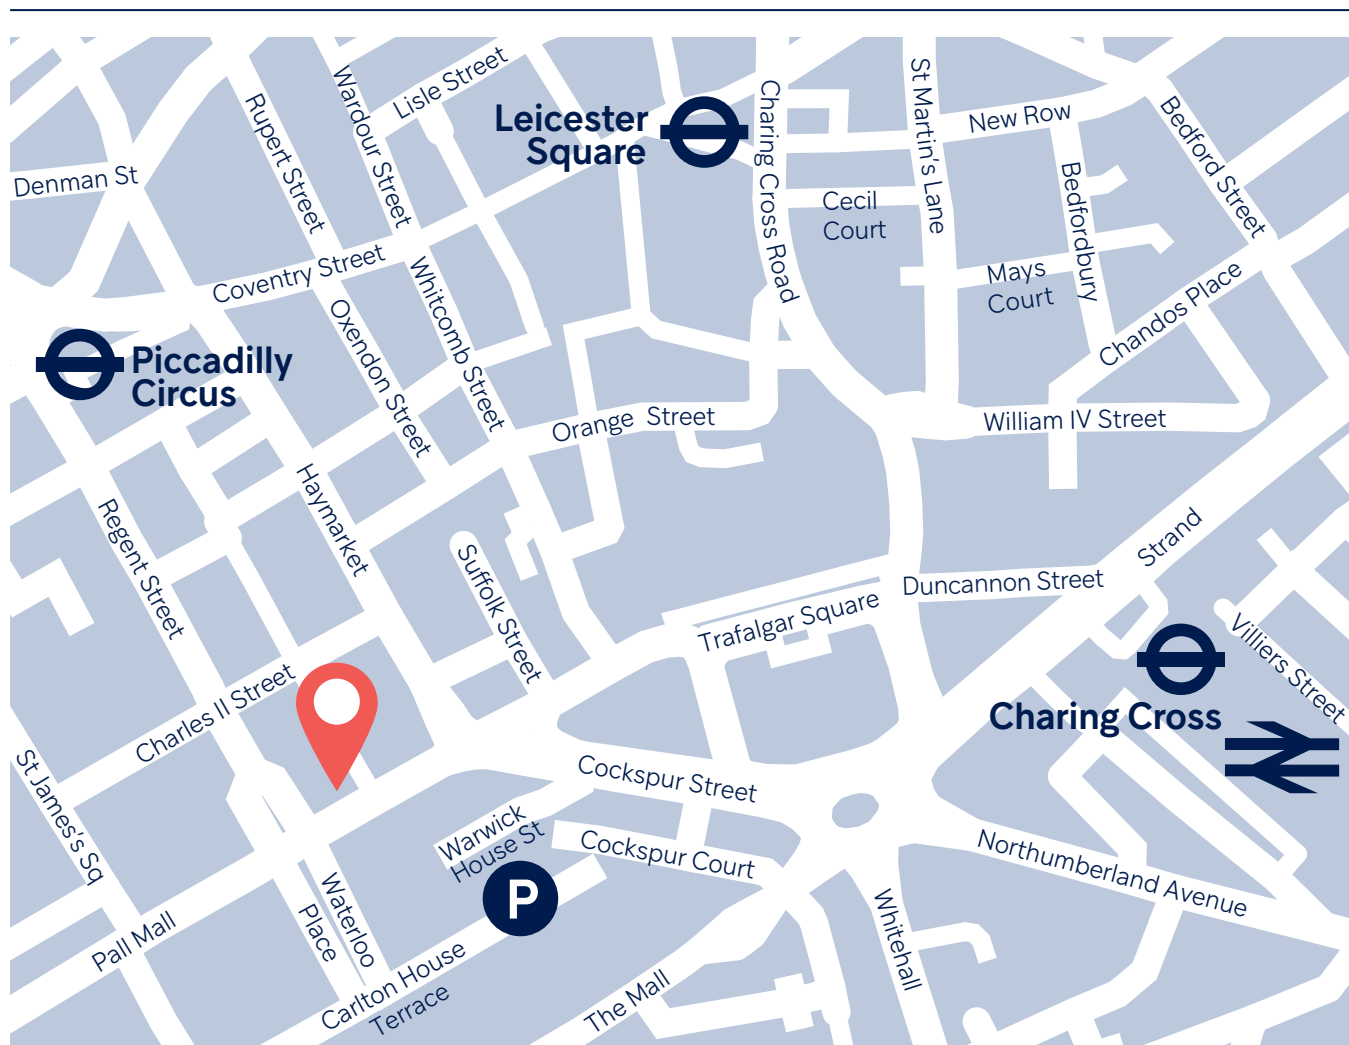 Lisle Street
Wardour Street
Rupert Street
Leicester
Square
Charing Cross Road
St Martin's Lane
New Row
Bedford Street
Denman St
Cecil
Court
Bedfordbury
Mays
Court
Coventry Street
Whitcomb Street
Oxendon Street
Chandos Place
Piccadilly
Circus
Orange Street
William IV Street
Haymarket
Regent Street
Suffolk Street
Strand
Duncannon Street
Trafalgar Square
Villiers Street
Charles II Street
Charing Cross
St James's Sq
Cockspur Street
Warwick
House St
Cockspur Court
Northumberland Avenue
P
Waterloo
Place
Whitehall
Pall Mall
Carlton House
Terrace
The Mall